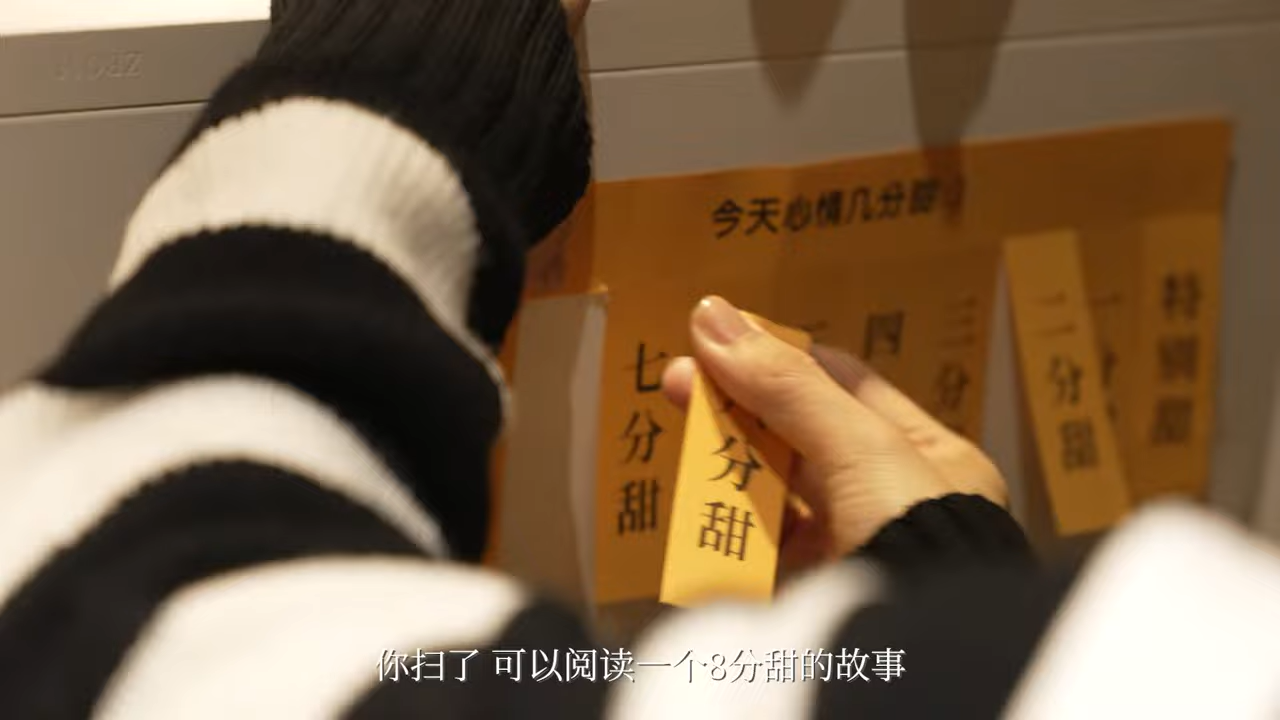 今天心情几分甜
七分甜
分甜
四
三分
二分甜
特别甜
你扫了 可以阅读一个8分甜的故事